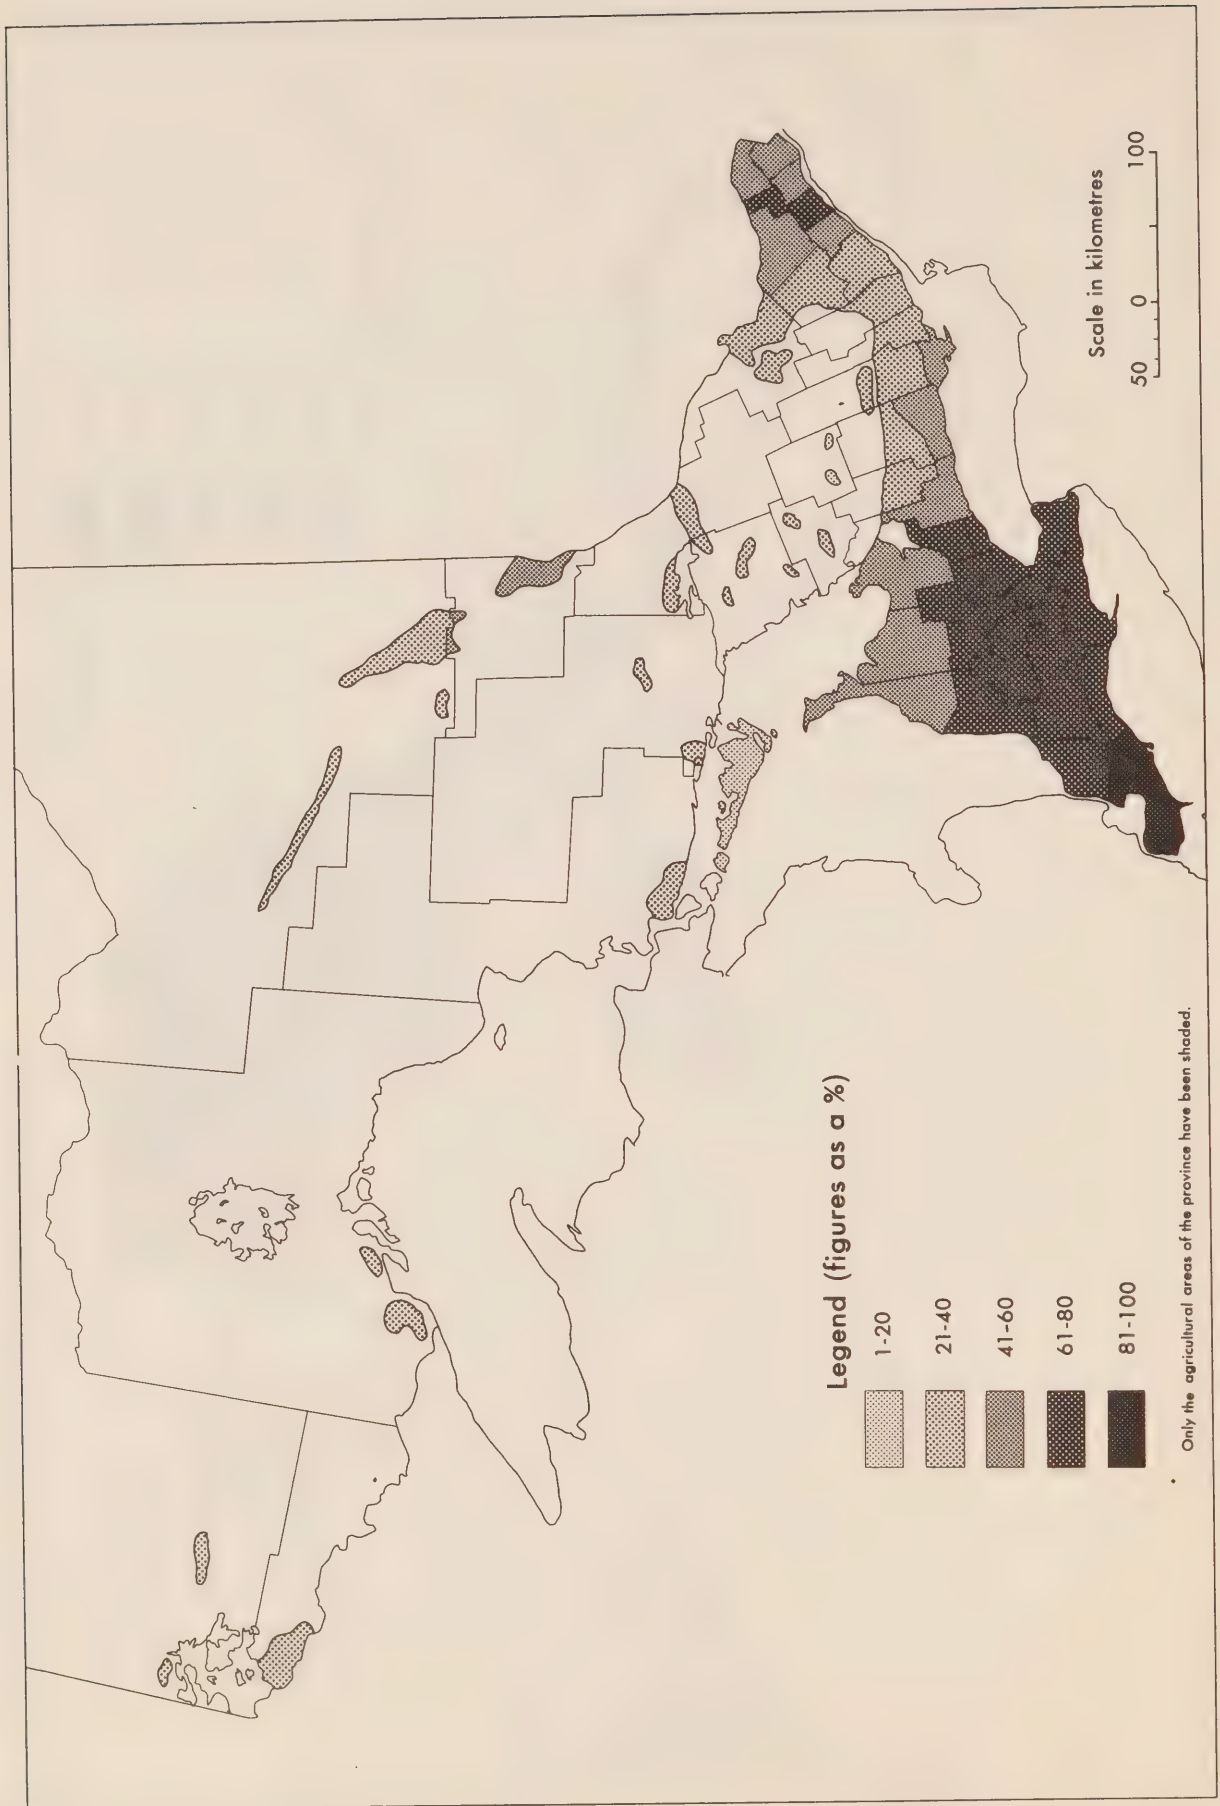 Scale in kilometres
50 0 100
Legend (figures as a %)
1-20
21-40
41-60
61-80
81-100
Only the agricultural areas of the province have been shaded.